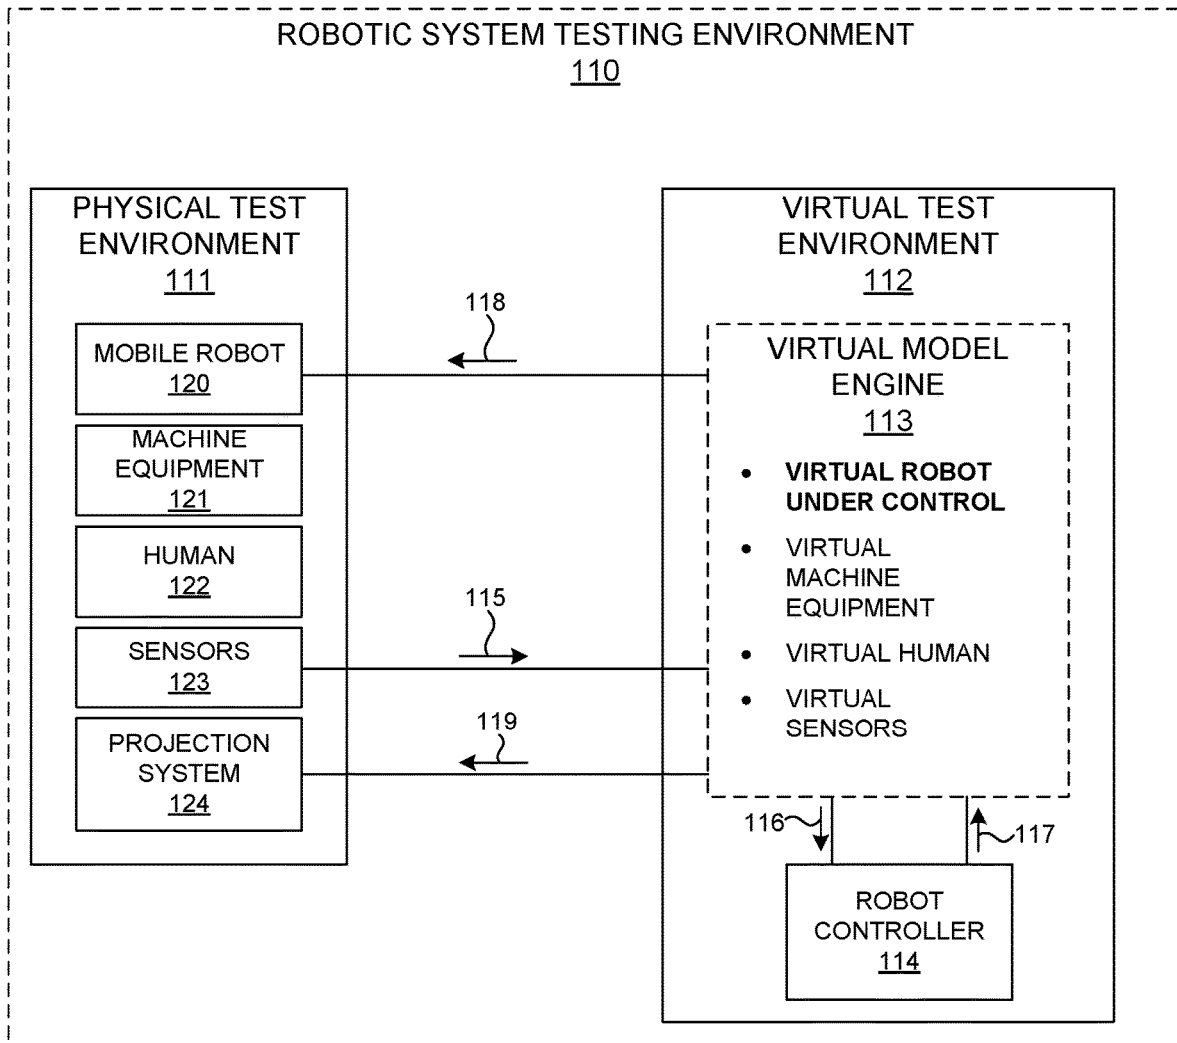 ROBOTIC SYSTEM TESTING ENVIRONMENT
110
PHYSICAL TEST
ENVIRONMENT
111
MOBILE ROBOT
120
MACHINE
EQUIPMENT
121
HUMAN
122
SENSORS
123
PROJECTION
SYSTEM
124
118
115
119
VIRTUAL TEST
ENVIRONMENT
112
VIRTUAL MODEL
ENGINE
113
• VIRTUAL ROBOT
UNDER CONTROL
• VIRTUAL
MACHINE
EQUIPMENT
• VIRTUAL HUMAN
• VIRTUAL
SENSORS
116
117
ROBOT
CONTROLLER
114